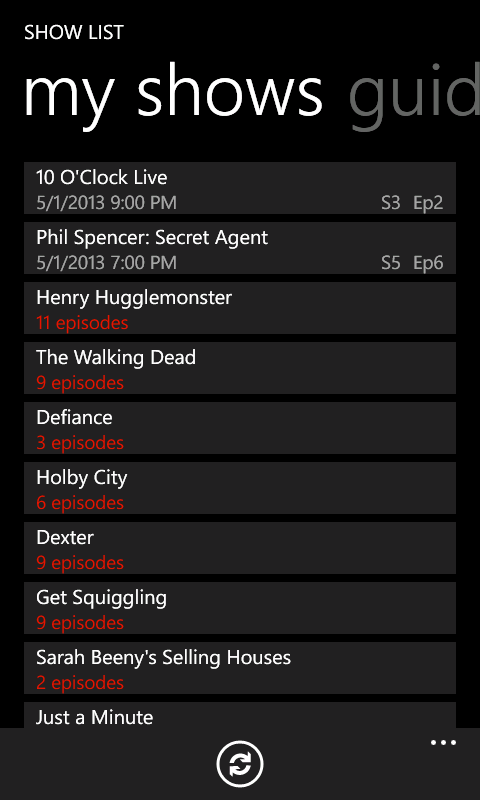 SHOW LIST
my shows guid
10 O'Clock Live
5/1/2013 9:00 PM S3 Ep2
Phil Spencer: Secret Agent
5/1/2013 7:00 PM S5 Ep6
Henry Hugglemonster
11 episodes
The Walking Dead
9 episodes
Defiance
3 episodes
Holby City
6 episodes
Dexter
9 episodes
Get Squiggling
9 episodes
Sarah Beeny's Selling Houses
2 episodes
Just a Minute